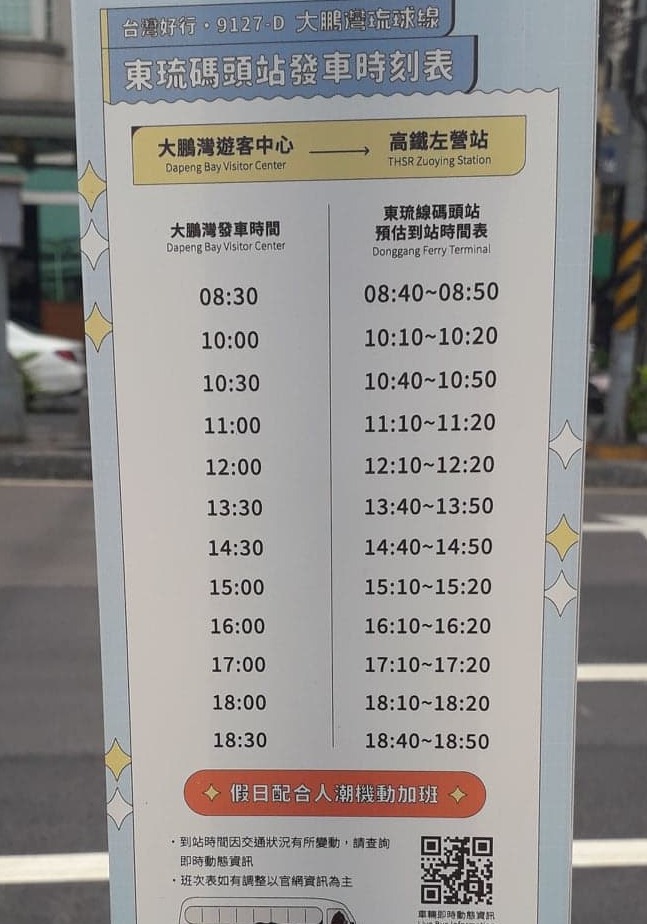 台灣好行・9127-D 大鵬灣琉球線
東琉碼頭站發車時刻表
大鵬灣遊客中心 → 高鐵左營站
Dapeng Bay Visitor Center THSR Zuoying Station
大鵬灣發車時間
Dapeng Bay Visitor Center
東琉線碼頭站
預估到站時間表
Donggang Ferry Terminal
08:30 08:40~08:50
10:00 10:10~10:20
10:30 10:40~10:50
11:00 11:10~11:20
12:00 12:10~12:20
13:30 13:40~13:50
14:30 14:40~14:50
15:00 15:10~15:20
16:00 16:10~16:20
17:00 17:10~17:20
18:00 18:10~18:20
18:30 18:40~18:50
假日配合人潮機動加班
・到站時間因交通狀況有所變動，請查詢
即時動態資訊
・班次表如有調整以官網資訊為主
車輛即時動態資訊